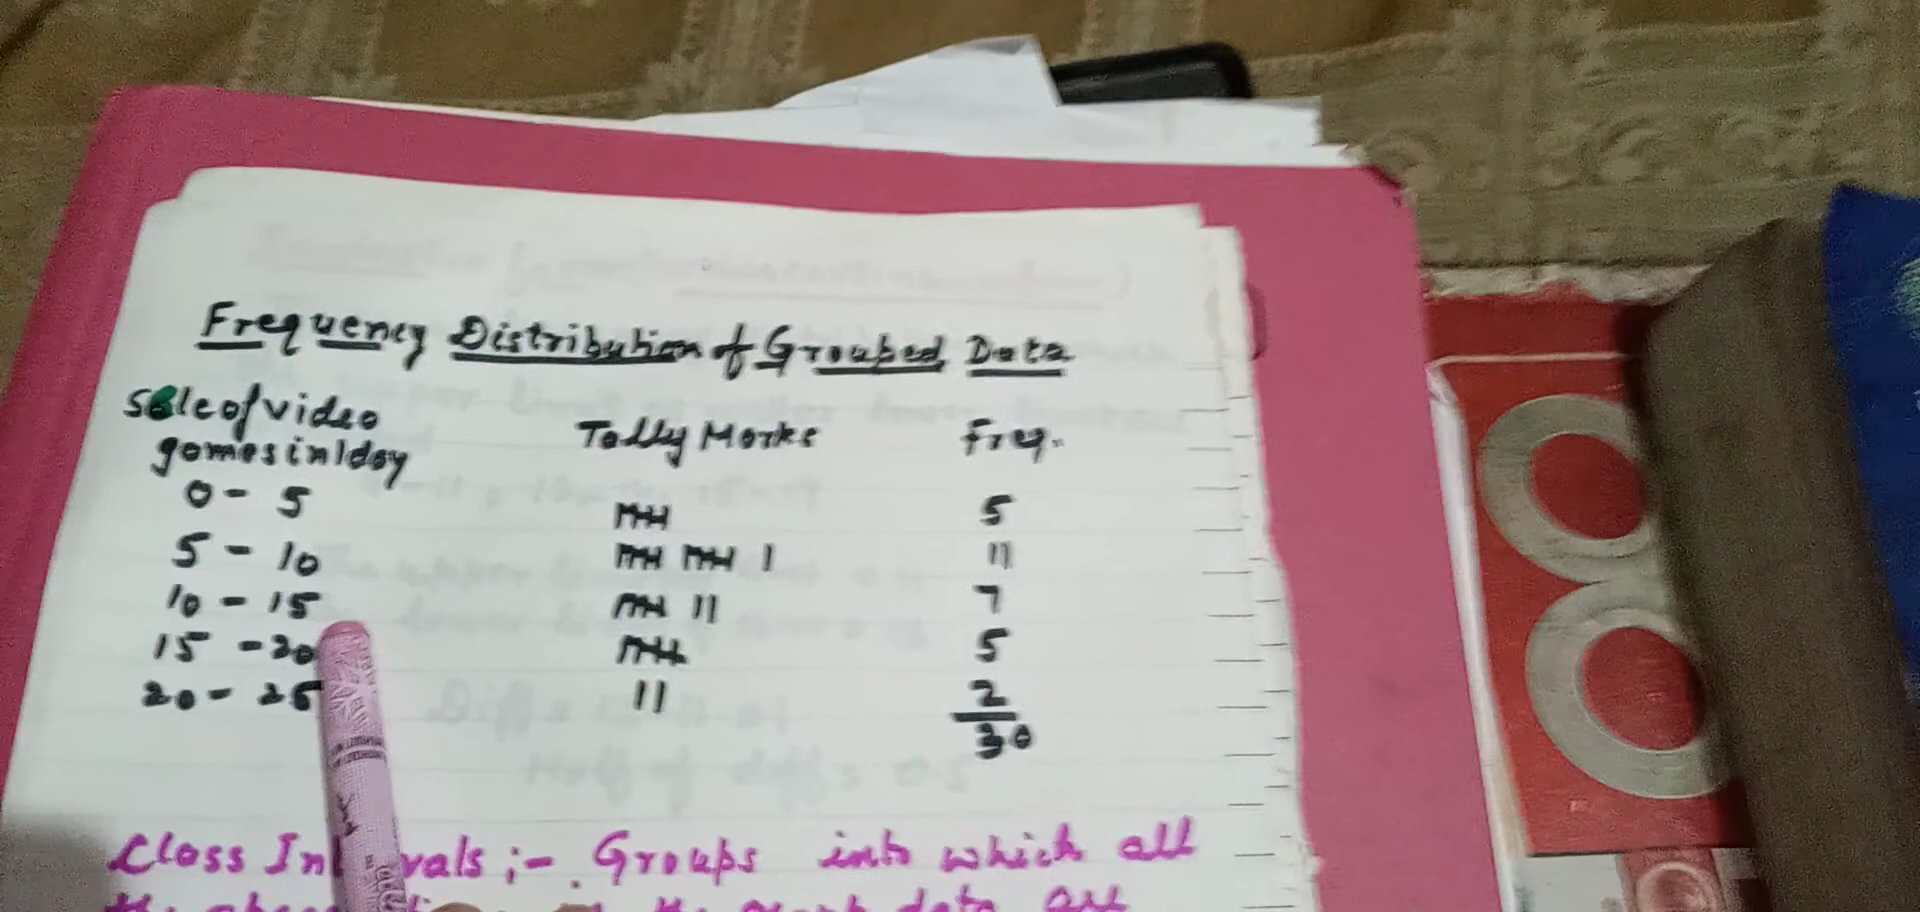 Frequency Distribution of Grouped Data
Sale of video Tally Marks Freq.
games in 1 day
0 - 5 𝍸 5
5 - 10 𝍸 𝍸 | 11
10 - 15 𝍸 || 7
15 - 20 𝍸 5
20 - 25 || 2
30
Class In vals :- Groups into which all